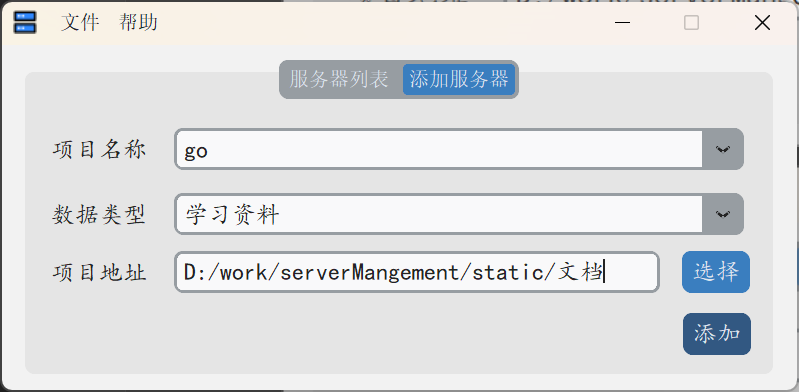 文件 帮助
服务器列表 添加服务器
项目名称 go
数据类型 学习资料
项目地址 D:/work/serverMangement/static/文档 选择
添加